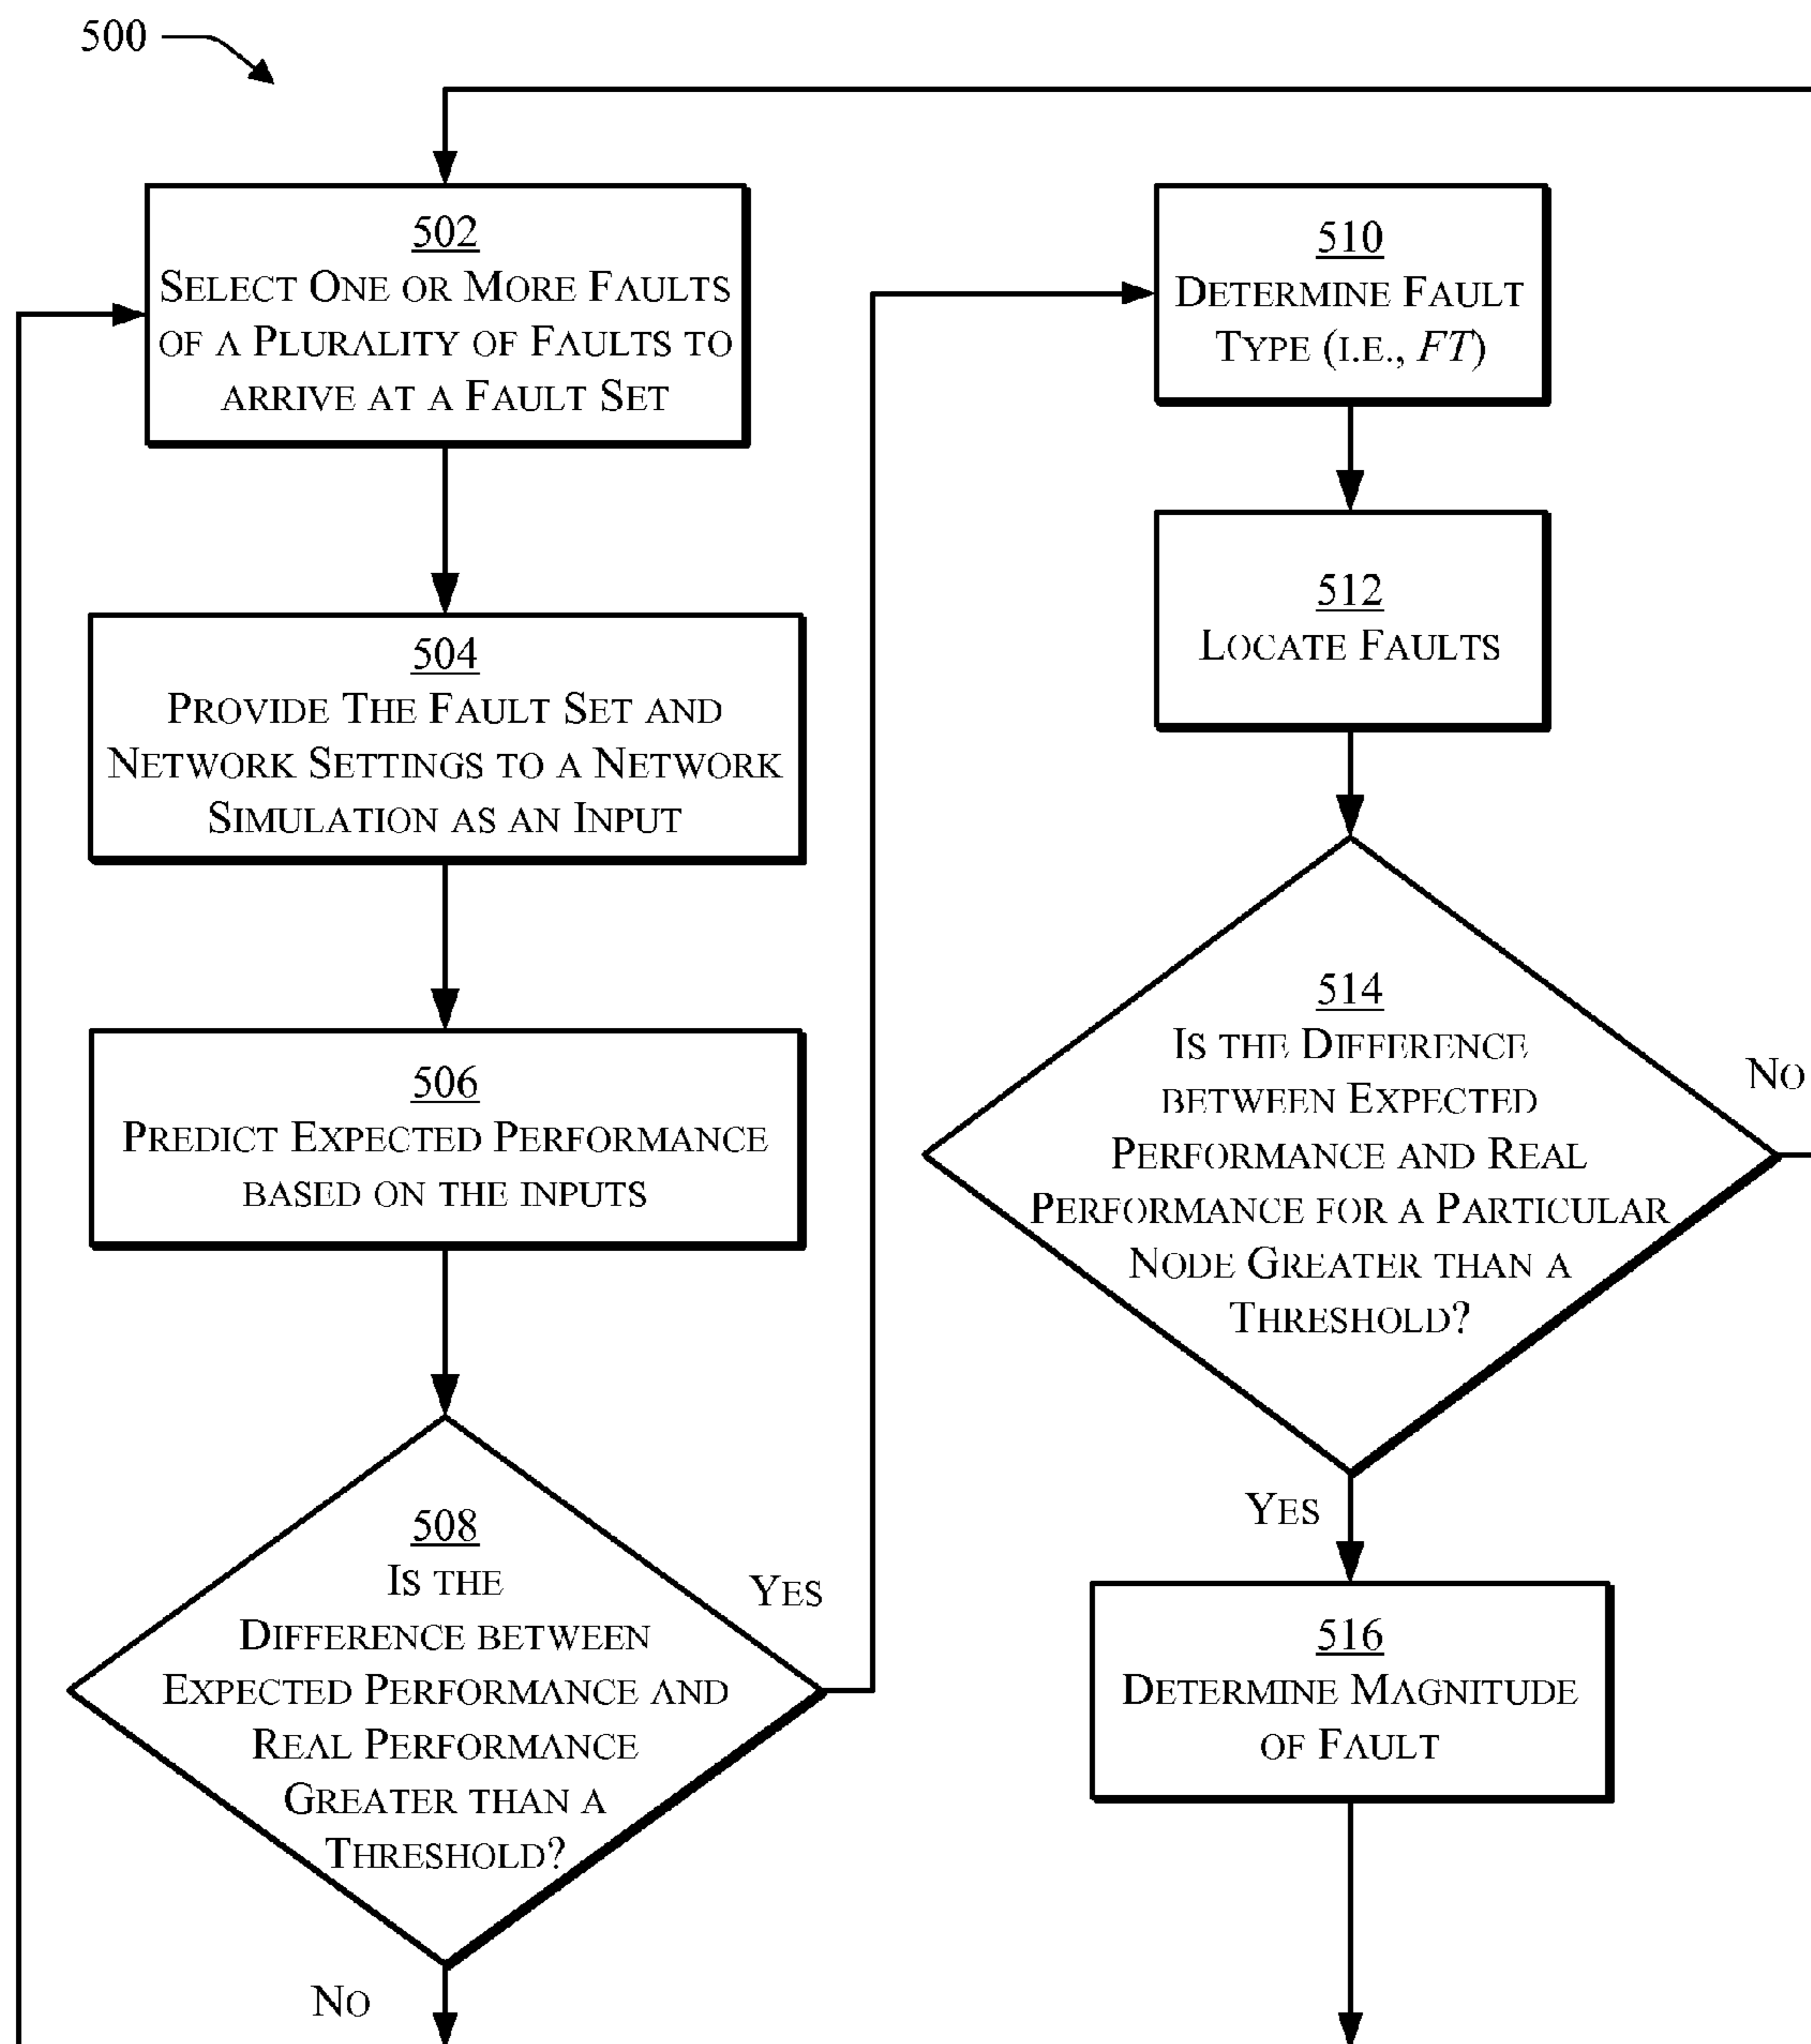 500
502
SELECT ONE OR MORE FAULTS
OF A PLURALITY OF FAULTS TO
ARRIVE AT A FAULT SET
504
PROVIDE THE FAULT SET AND
NETWORK SETTINGS TO A NETWORK
SIMULATION AS AN INPUT
506
PREDICT EXPECTED PERFORMANCE
BASED ON THE INPUTS
508
IS THE
DIFFERENCE BETWEEN
EXPECTED PERFORMANCE AND
REAL PERFORMANCE
GREATER THAN A
THRESHOLD?
YES
NO
510
DETERMINE FAULT
TYPE (I.E., FT)
512
LOCATE FAULTS
514
IS THE DIFFERENCE
BETWEEN EXPECTED
PERFORMANCE AND REAL
PERFORMANCE FOR A PARTICULAR
NODE GREATER THAN A
THRESHOLD?
NO
YES
516
DETERMINE MAGNITUDE
OF FAULT